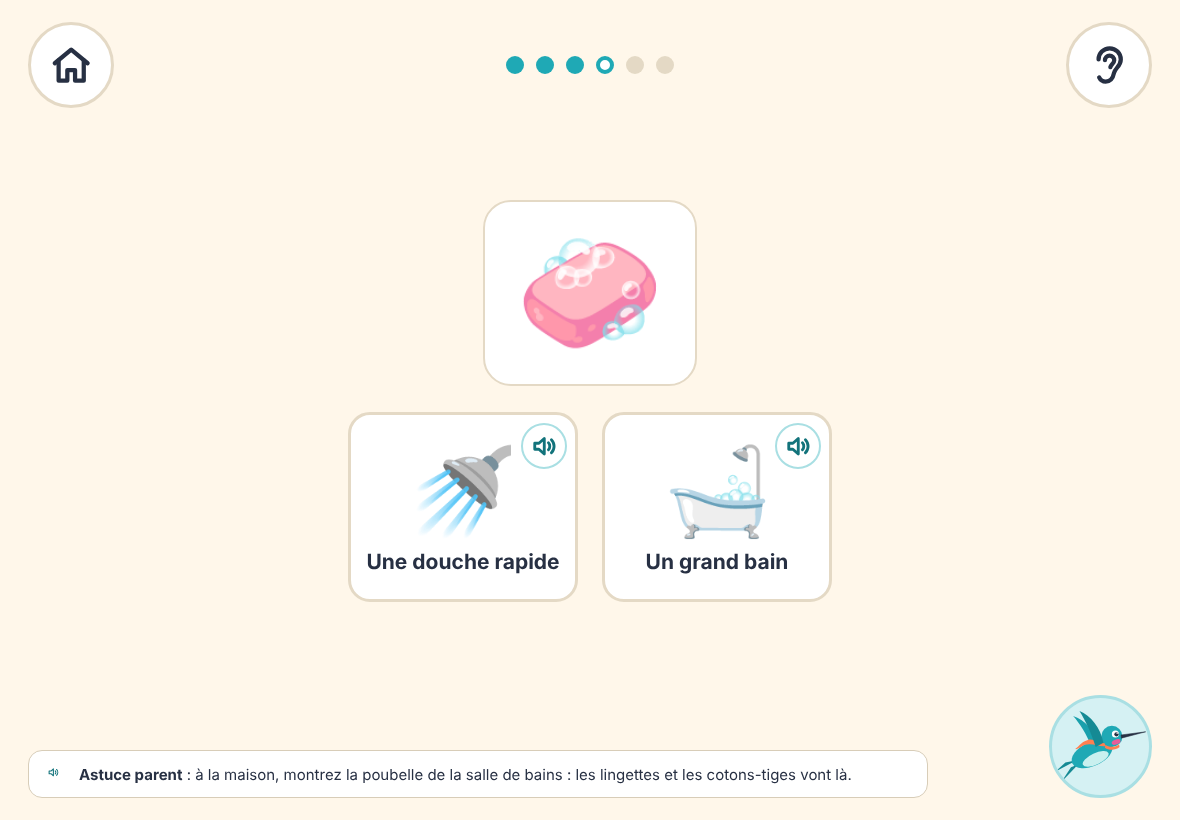 Une douche rapide
Un grand bain
Astuce parent : à la maison, montrez la poubelle de la salle de bains : les lingettes et les cotons-tiges vont là.